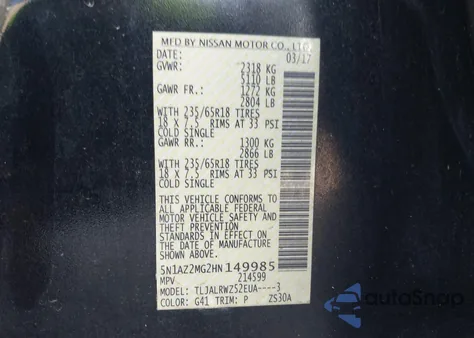 MFD BY NISSAN MOTOR CO., LTD.
DATE: 03/17
GVWR: 2318 KG
5110 LB
GAWR FR.: 1272 KG
2804 LB
WITH 235/65R18 TIRES
18 X 7.5 RIMS AT 33 PSI
COLD SINGLE
GAWR RR.: 1300 KG
2866 LB
WITH 235/65R18 TIRES
18 X 7.5 RIMS AT 33 PSI
COLD SINGLE
THIS VEHICLE CONFORMS TO
ALL APPLICABLE FEDERAL
MOTOR VEHICLE SAFETY AND
THEFT PREVENTION
STANDARDS IN EFFECT ON
THE DATE OF MANUFACTURE
SHOWN ABOVE.
5N1AZ2MG2HN149985
MPV 214599
MODEL: TLJALRWZ52EUA----3
COLOR: G41 TRIM: P ZS30A
AutoSnap